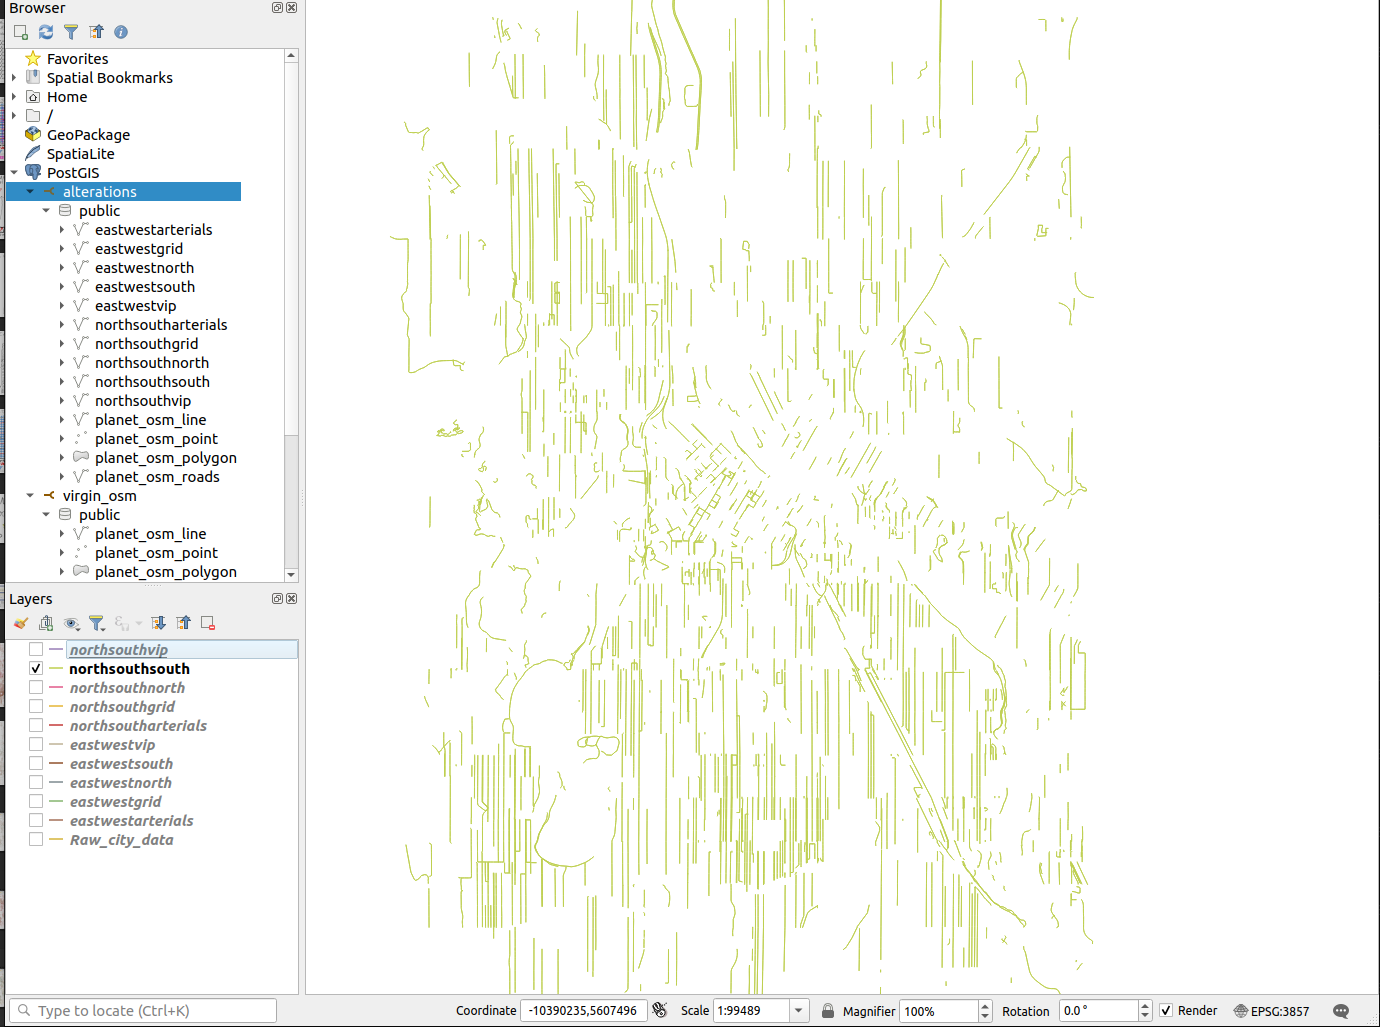 Browser
Favorites
Spatial Bookmarks
Home
/
GeoPackage
SpatiaLite
PostGIS
alterations
public
eastwestarterials
eastwestgrid
eastwestnorth
eastwestsouth
eastwestvip
northsoutharterials
northsouthgrid
northsouthnorth
northsouthsouth
northsouthvip
planet_osm_line
planet_osm_point
planet_osm_polygon
planet_osm_roads
virgin_osm
public
planet_osm_line
planet_osm_point
planet_osm_polygon
Layers
northsouthvip
northsouthsouth
northsouthnorth
northsouthgrid
northsoutharterials
eastwestvip
eastwestsouth
eastwestnorth
eastwestgrid
eastwestarterials
Raw_city_data
Type to locate (Ctrl+K) Coordinate -10390235,5607496 Scale 1:99489 Magnifier 100% Rotation 0.0 ° Render EPSG:3857